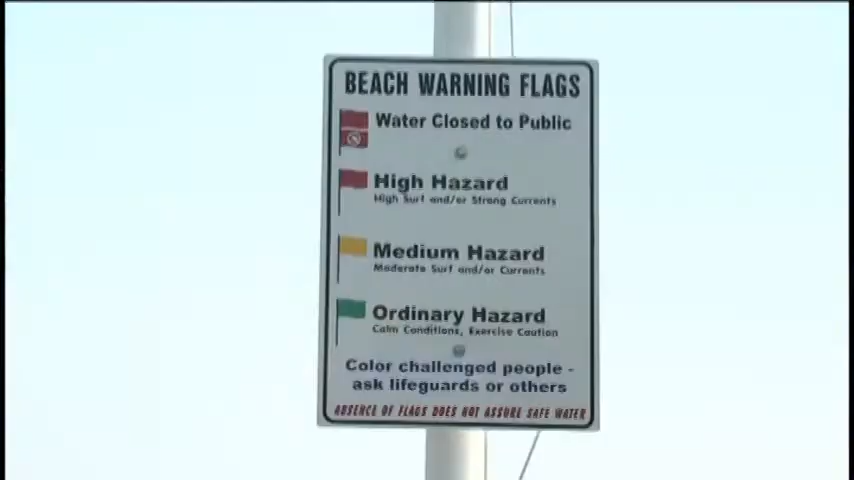 BEACH WARNING FLAGS
Water Closed to Public
High Hazard
High Surf and/or Strong Currents
Medium Hazard
Moderate Surf and/or Currents
Ordinary Hazard
Calm Conditions, Exercise Caution
Color challenged people -
ask lifeguards or others
ABSENCE OF FLAGS DOES NOT ASSURE SAFE WATER